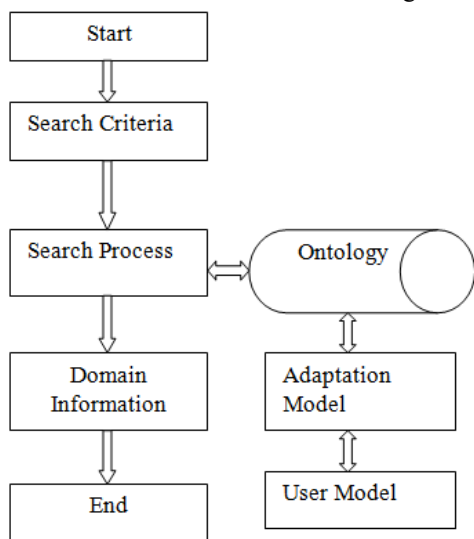 Start
Search Criteria
Search Process
Ontology
Domain
Information
Adaptation
Model
End
User Model